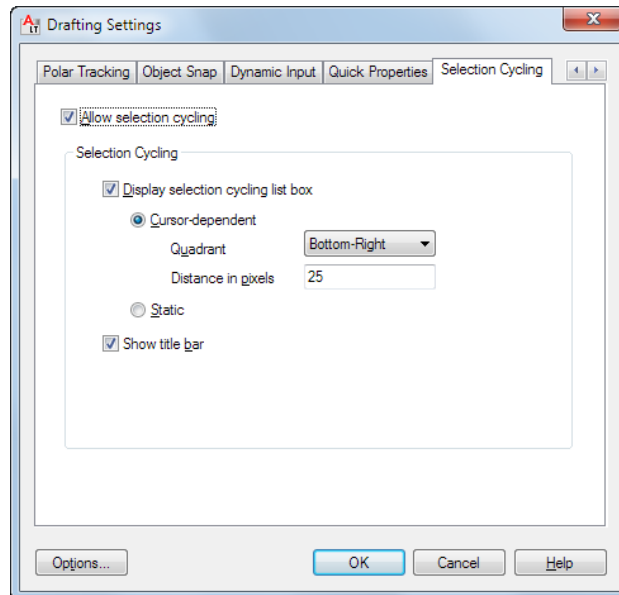 Drafting Settings
Polar Tracking Object Snap Dynamic Input Quick Properties Selection Cycling
Allow selection cycling
Selection Cycling
Display selection cycling list box
Cursor-dependent
Quadrant Bottom-Right
Distance in pixels 25
Static
Show title bar
Options... OK Cancel Help